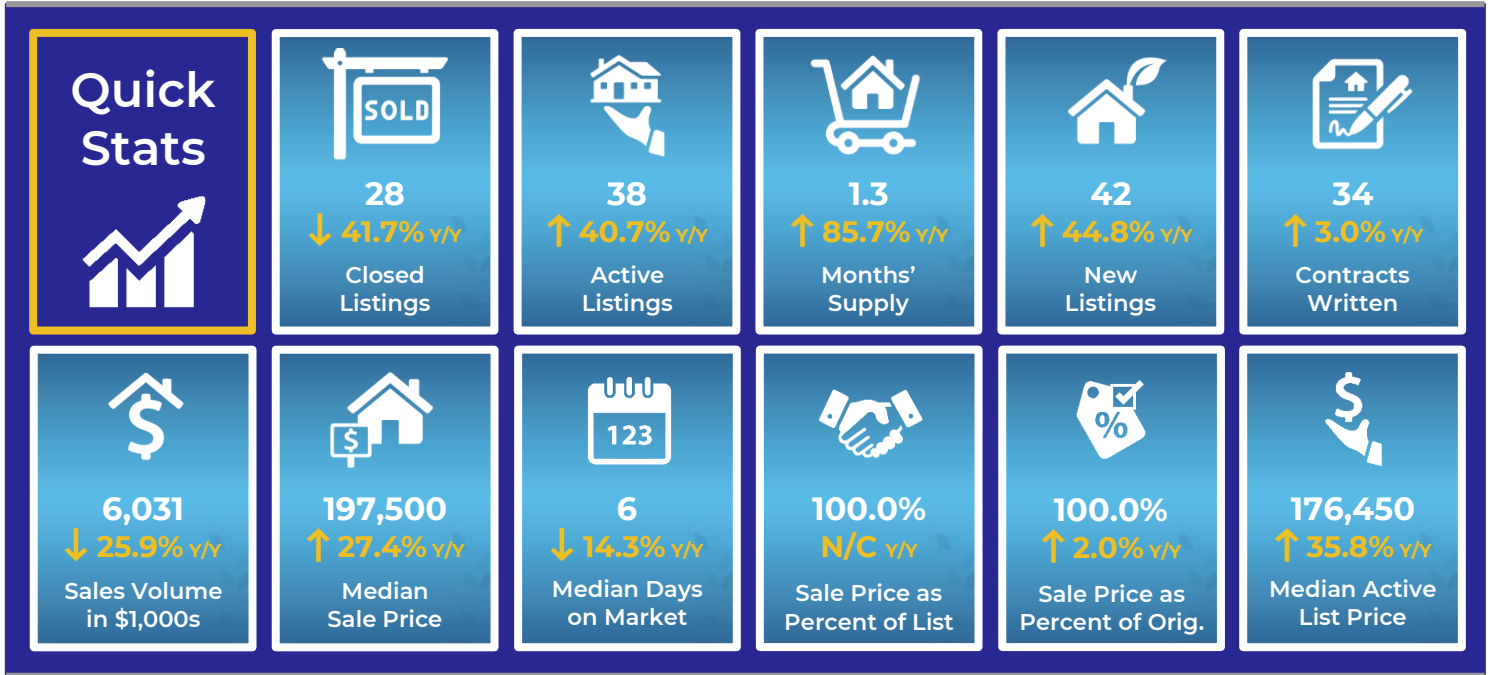 Quick
Stats
SOLD
28
↓ 41.7% Y/Y
Closed
Listings
38
↑ 40.7% Y/Y
Active
Listings
1.3
↑ 85.7% Y/Y
Months’
Supply
42
↑ 44.8% Y/Y
New
Listings
34
↑ 3.0% Y/Y
Contracts
Written
$
6,031
↓ 25.9% Y/Y
Sales Volume
in $1,000s
$
197,500
↑ 27.4% Y/Y
Median
Sale Price
123
6
↓ 14.3% Y/Y
Median Days
on Market
100.0%
N/C Y/Y
Sale Price as
Percent of List
%
100.0%
↑ 2.0% Y/Y
Sale Price as
Percent of Orig.
$
176,450
↑ 35.8% Y/Y
Median Active
List Price